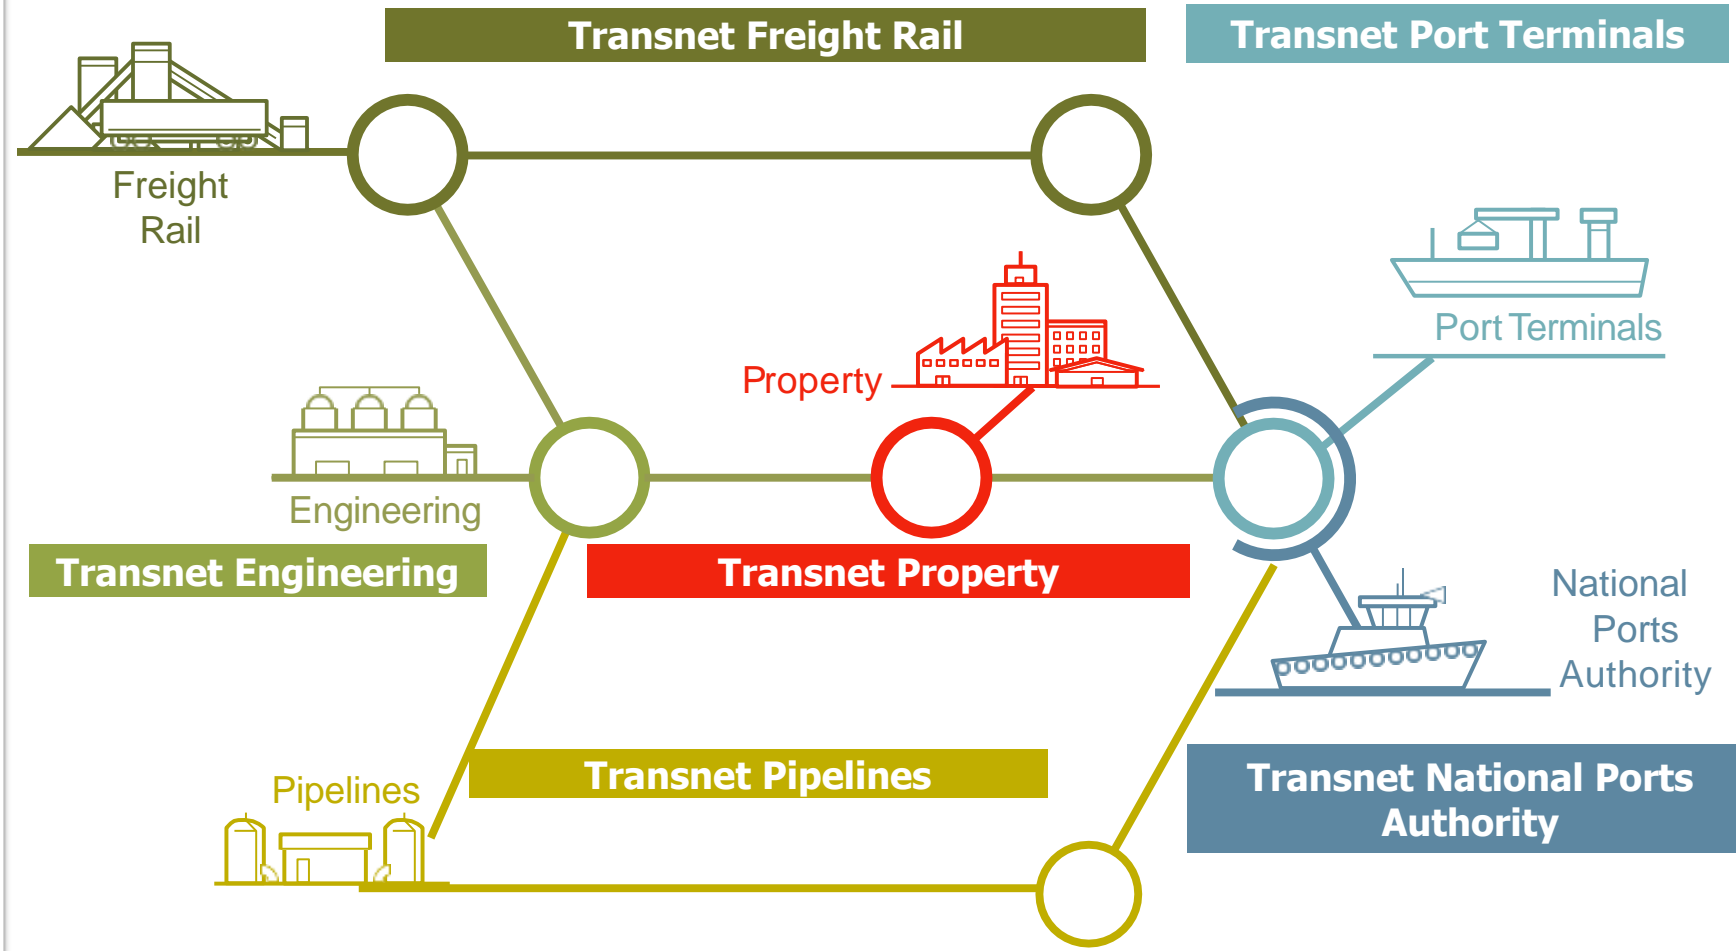 Transnet Freight Rail
Transnet Port Terminals
Freight
Rail
Port Terminals
Property
Engineering
Transnet Engineering
Transnet Property
National
Ports
Authority
Transnet Pipelines
Transnet National Ports
Authority
Pipelines